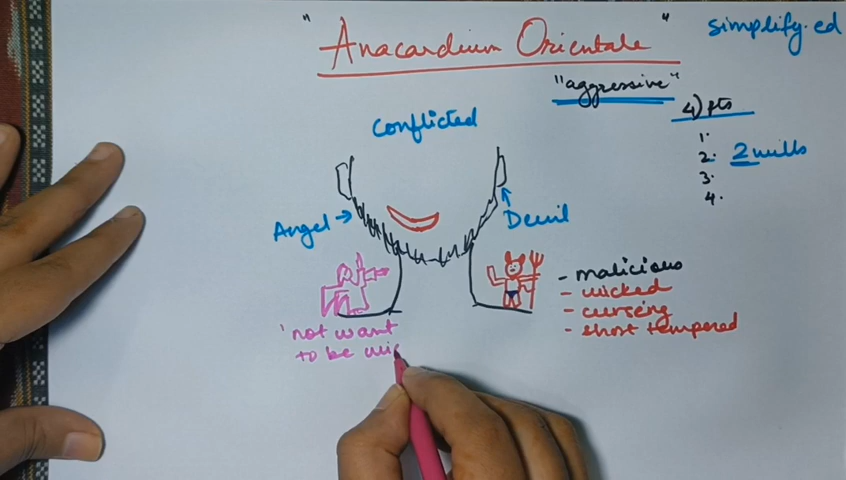 " Anacardium Orientale "
simplify.ed
"aggressive"
4) pts
1.
2. 2 wills
3.
4.
Conflicted
Angel →
Devil
- malicious
- wicked
- cursing
- short tempered
'not want
to be wic